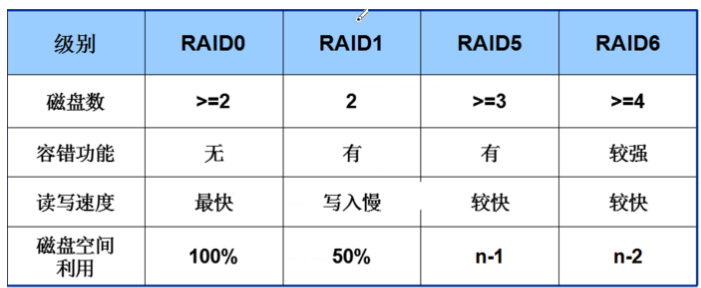 级别 RAID0 RAID1 RAID5 RAID6
磁盘数 >=2 2 >=3 >=4
容错功能 无 有 有 较强
读写速度 最快 写入慢 较快 较快
磁盘空间
利用 100% 50% n-1 n-2